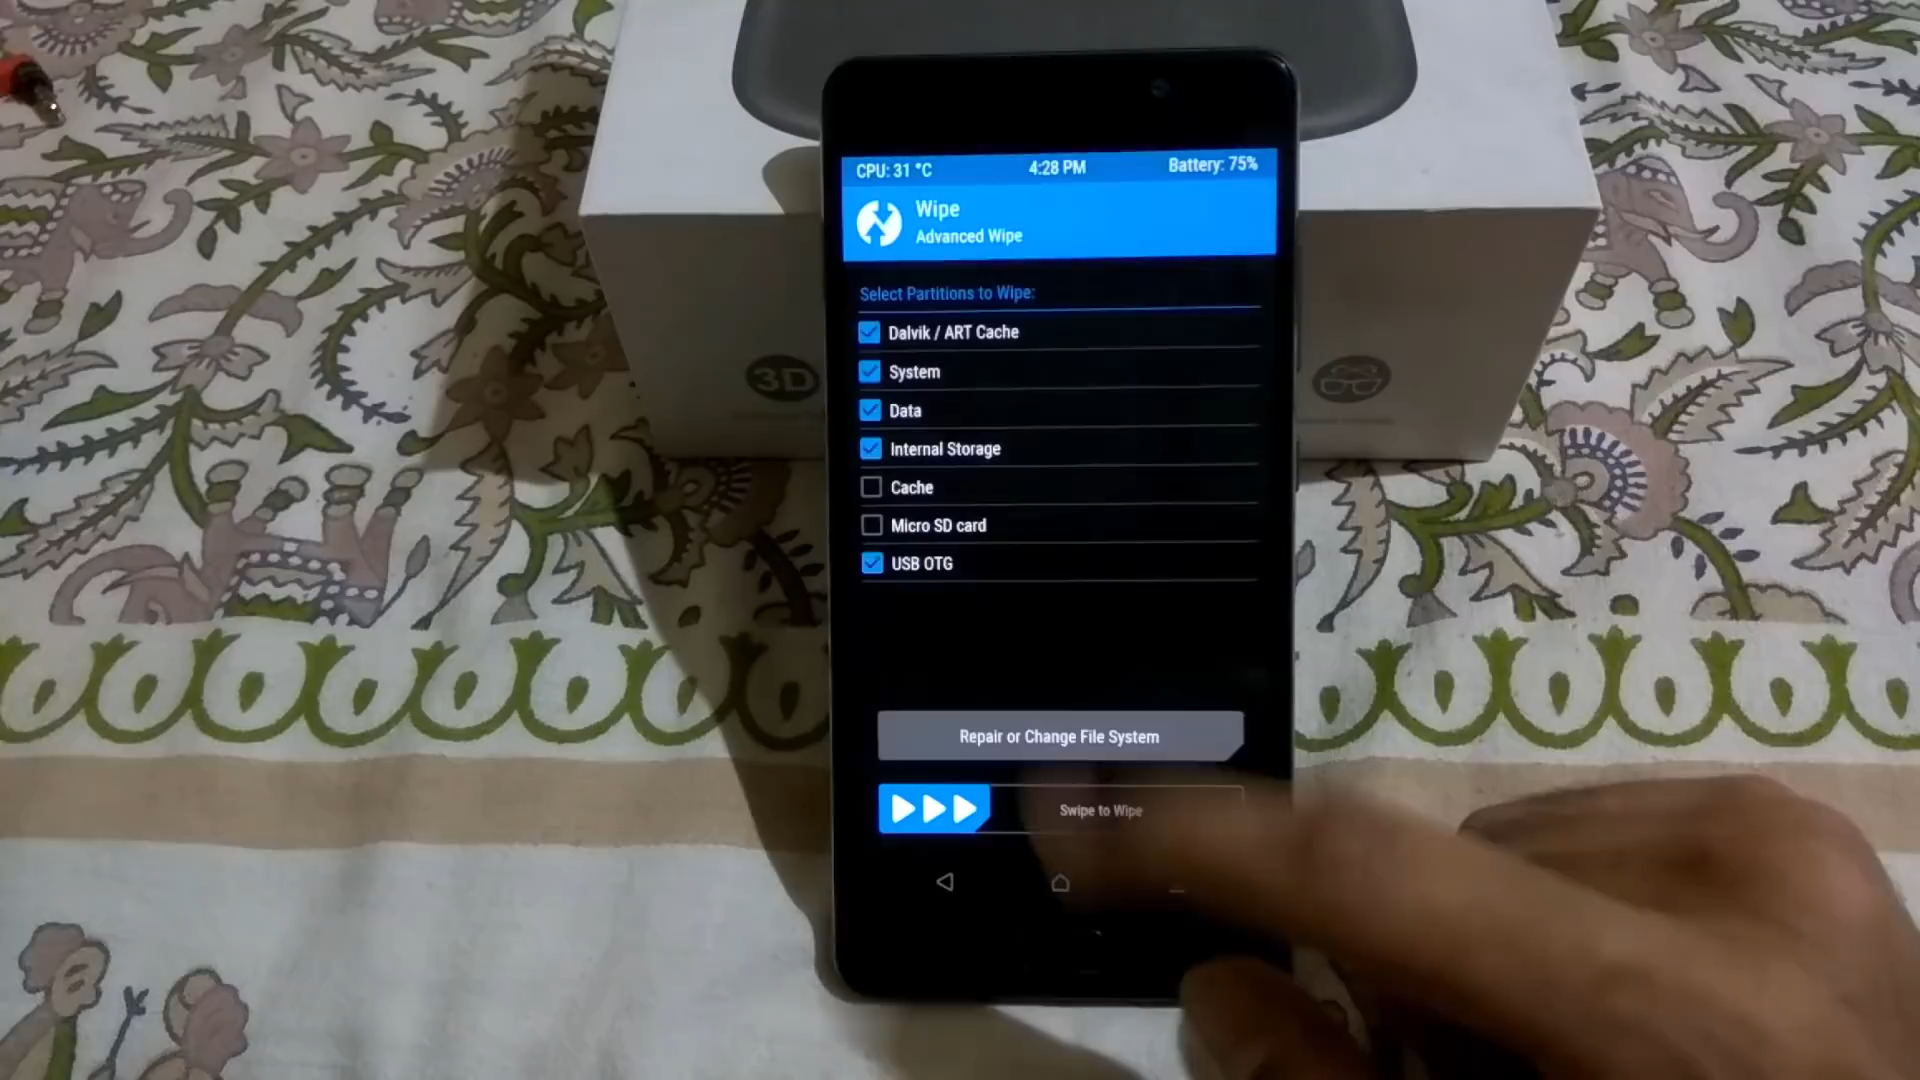 CPU: 31 °C 4:28 PM Battery: 75%
Wipe
Advanced Wipe
Select Partitions to Wipe:
Dalvik / ART Cache
System
Data
Internal Storage
Cache
Micro SD card
USB OTG
Repair or Change File System
Swipe to Wipe
3D